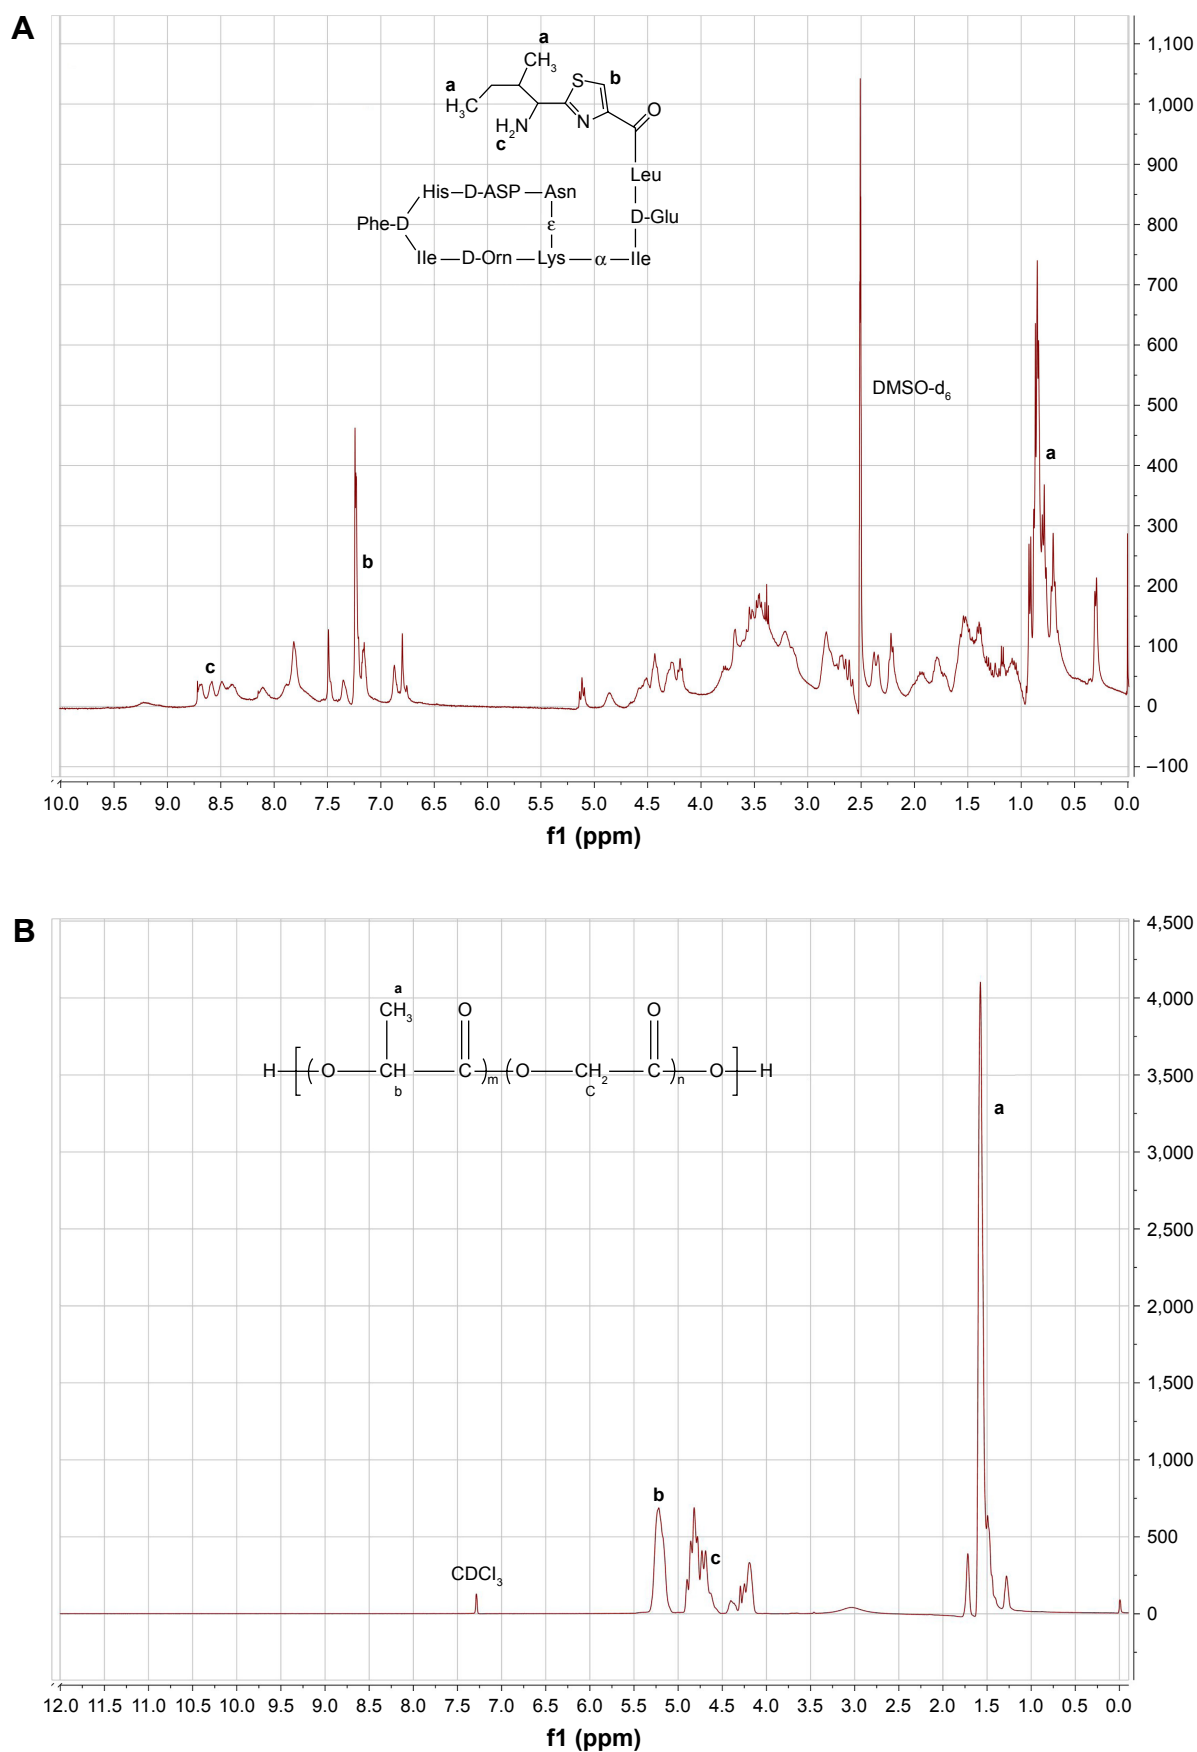 A
a
CH3
a
H3C
S
b
N
H2N
c
O
Leu
His D-ASP Asn
D-Glu
Phe-D
ε
Ile D-Orn Lys α Ile
DMSO-d6
a
b
c
1,100
1,000
900
800
700
600
500
400
300
200
100
0
–100
10.0 9.5 9.0 8.5 8.0 7.5 7.0 6.5 6.0 5.5 5.0 4.5 4.0 3.5 3.0 2.5 2.0 1.5 1.0 0.5 0.0
f1 (ppm)
B
a
CH3 O O
H [ ( O CH C )m ( O CH2 C )n O ] H
b C
a
b
c
CDCl3
4,500
4,000
3,500
3,000
2,500
2,000
1,500
1,000
500
0
12.0 11.5 11.0 10.5 10.0 9.5 9.0 8.5 8.0 7.5 7.0 6.5 6.0 5.5 5.0 4.5 4.0 3.5 3.0 2.5 2.0 1.5 1.0 0.5 0.0
f1 (ppm)